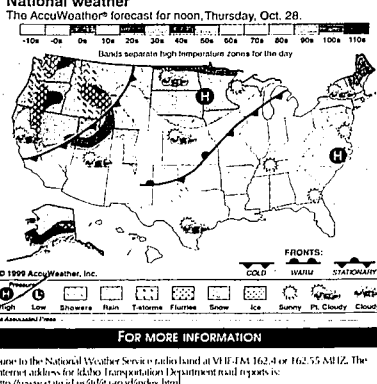 National weather
The AccuWeather® forecast for noon, Thursday, Oct. 28.
-10s -0s 0s 10s 20s 30s 40s 50s 60s 70s 80s 90s 100s 110s
Bands separate high temperature zones for the day
H
H
© 1999 AccuWeather, Inc.
FRONTS:
COLD WARM STATIONARY
Pressure
H L
High Low Showers Rain T-storms Flurries Snow Ice Sunny Pt. Cloudy Cloudy
Associated Press
FOR MORE INFORMATION
Tune to the National Weather Service radio band at VHF-FM 162.4 or 162.55 MHZ. The
internet address for Idaho Transportation Department road reports is: